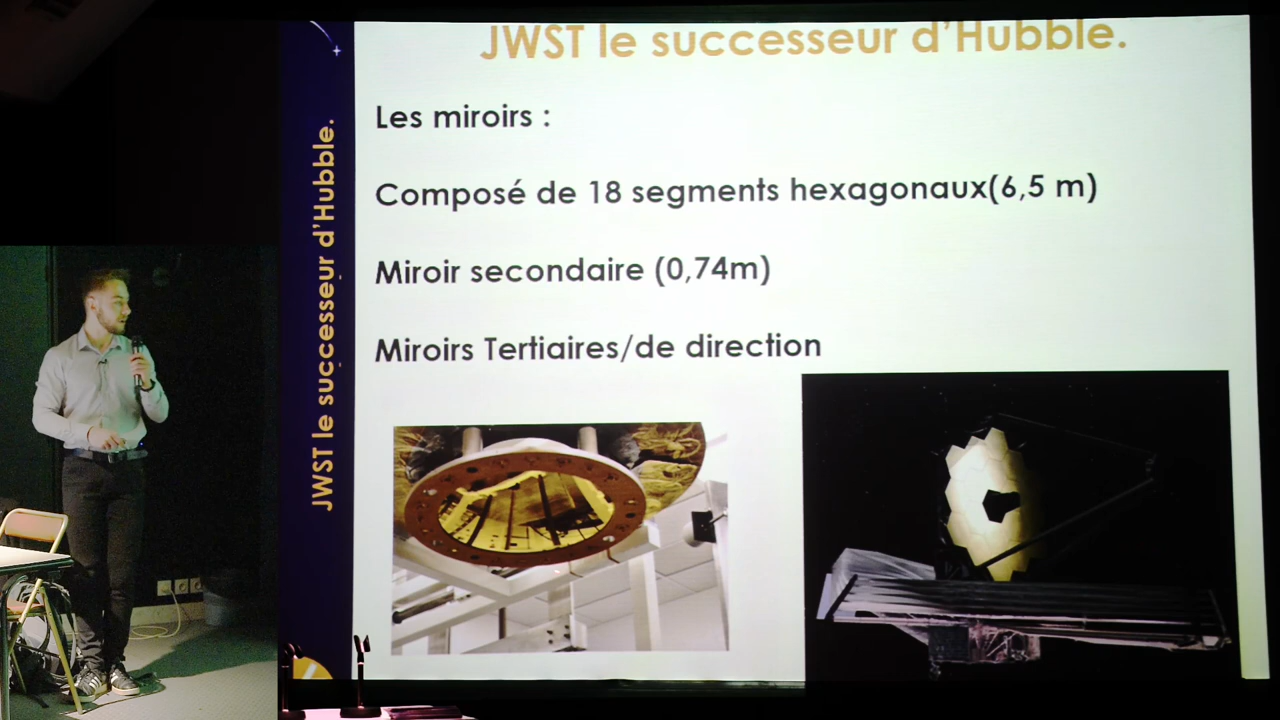 JWST le successeur d'Hubble.
JWST le successeur d'Hubble.
Les miroirs :
Composé de 18 segments hexagonaux(6,5 m)
Miroir secondaire (0,74m)
Miroirs Tertiaires/de direction